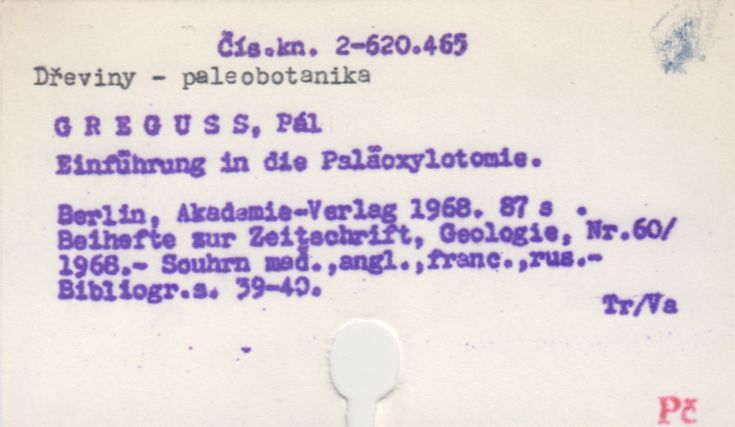 Čís.kn. 2-620.465
Dřeviny - paleobotanika
G R E G U S S, Pál
Einführung in die Paläoxylotomie.
Berlin, Akademie-Verlag 1968. 87 s .
Beihefte zur Zeitschrift, Geologie, Nr.60/
1968.- Souhrn maď.,angl.,franc.,rus.-
Bibliogr.s. 39-40.
Tr/Va
Pč